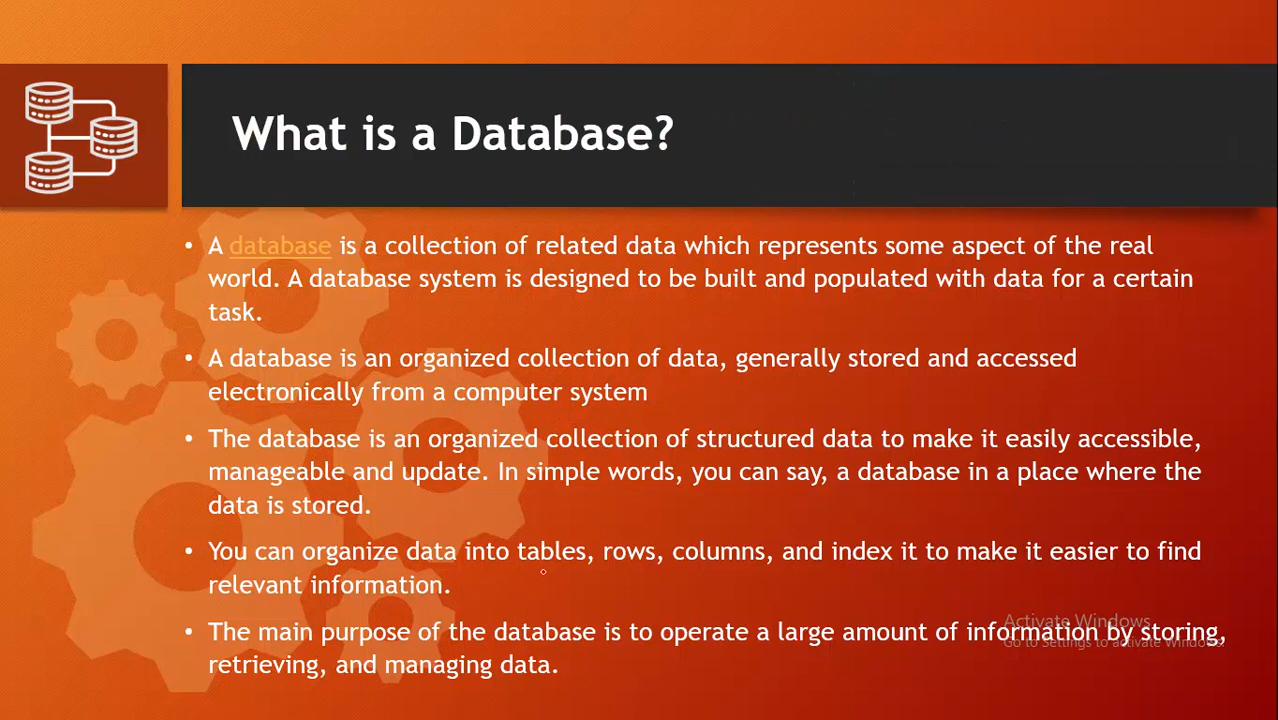 What is a Database?
• A database is a collection of related data which represents some aspect of the real
world. A database system is designed to be built and populated with data for a certain
task.
• A database is an organized collection of data, generally stored and accessed
electronically from a computer system
• The database is an organized collection of structured data to make it easily accessible,
manageable and update. In simple words, you can say, a database in a place where the
data is stored.
• You can organize data into tables, rows, columns, and index it to make it easier to find
relevant information.
• The main purpose of the database is to operate a large amount of information by storing,
retrieving, and managing data.
Activate Windows
Go to Settings to activate Windows.